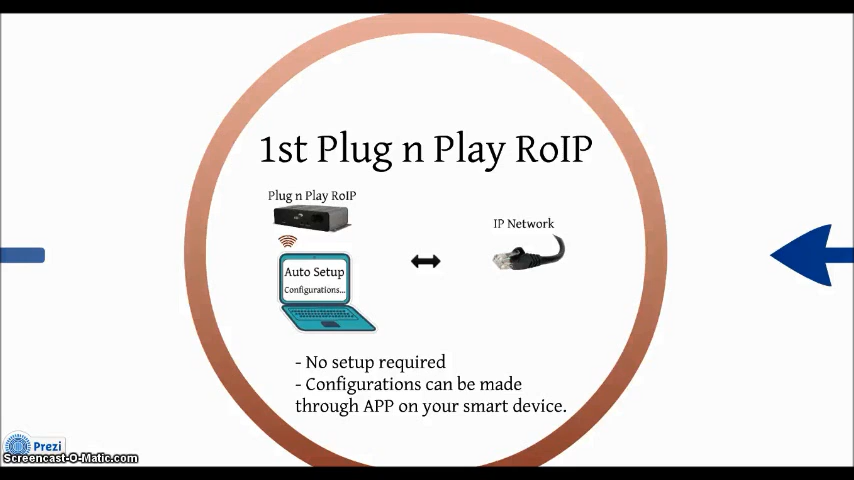 1st Plug n Play RoIP
Plug n Play RoIP
IP Network
Auto Setup
Configurations...
- No setup required
- Configurations can be made
through APP on your smart device.
Prezi
Screencast-O-Matic.com